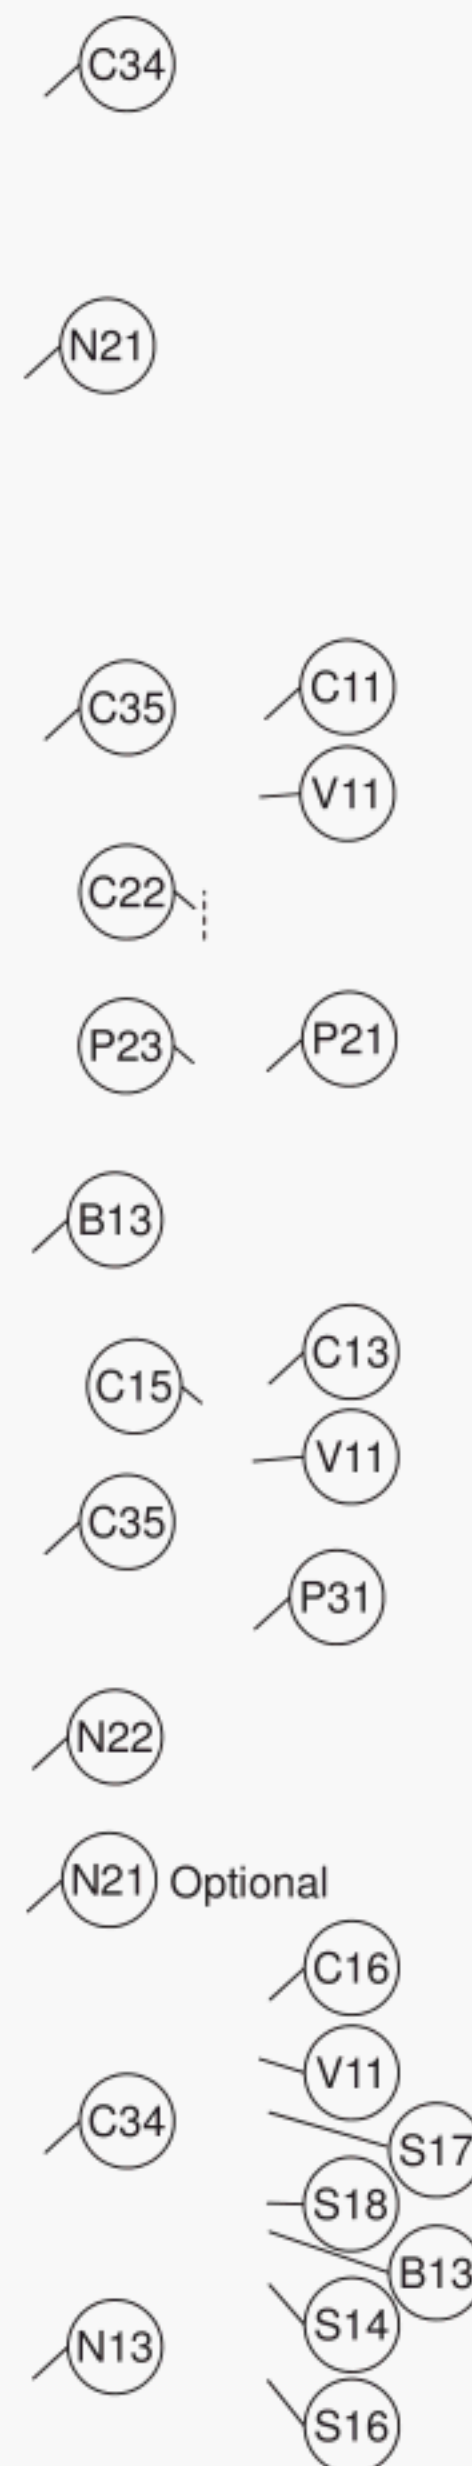 C34
N21
C35
C11
V11
C22
P23
P21
B13
C13
C15
V11
C35
P31
N22
N21 Optional
C16
V11
C34
S17
S18
B13
S14
N13
S16